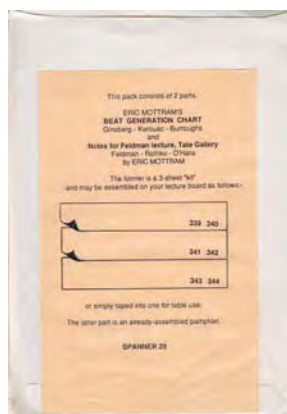 This pack consists of 2 parts.
ERIC MOTTRAM'S
BEAT GENERATION CHART
Ginsberg - Kerouac - Burroughs
and
Notes for Feldman lecture, Tate Gallery
Feldman - Rothko - O'Hara
by ERIC MOTTRAM
The former is a 3-sheet "kit"
and may be assembled on your lecture board as follows:-
339 340
341 342
343 344
or simply taped into one for table use.
The latter part is an already-assembled pamphlet.
SPANNER 29